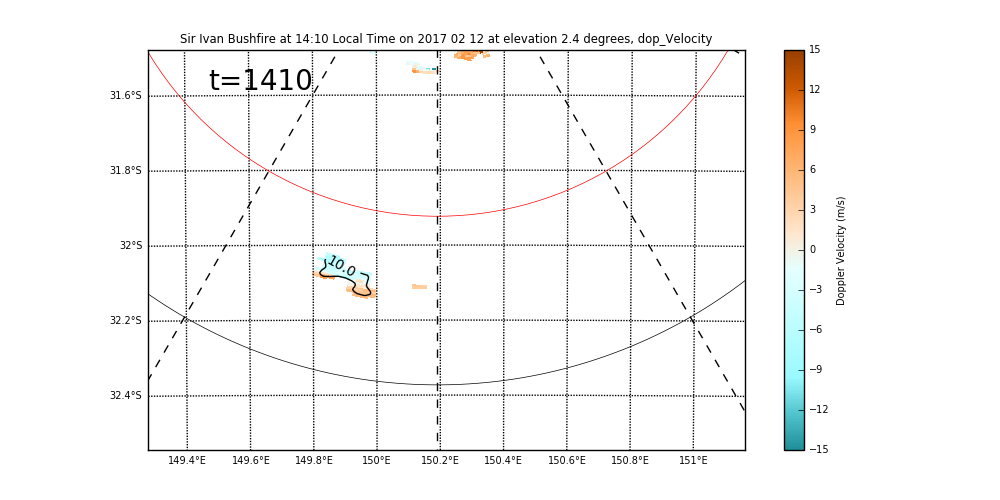 Sir Ivan Bushfire at 14:10 Local Time on 2017 02 12 at elevation 2.4 degrees, dop_Velocity
t=1410
31.6°S
31.8°S
32°S
32.2°S
32.4°S
10.0
149.4°E 149.6°E 149.8°E 150°E 150.2°E 150.4°E 150.6°E 150.8°E 151°E
15
12
9
6
3
0
−3
−6
−9
−12
−15
Doppler Velocity (m/s)